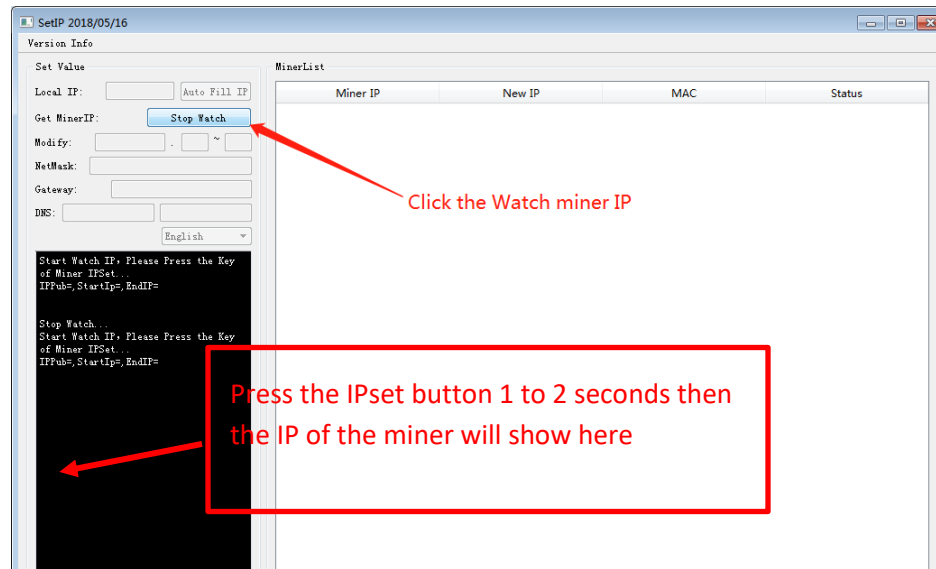 SetIP 2018/05/16
Version Info
Set Value
Local IP: Auto Fill IP
Get MinerIP: Stop Watch
Modify: . ~
NetMask:
Gateway:
DNS:
English
Start Watch IP, Please Press the Key
of Miner IPSet...
IPPub=,StartIp=,EndIP=
Stop Watch...
Start Watch IP, Please Press the Key
of Miner IPSet...
IPPub=,StartIp=,EndIP=
MinerList
Miner IP New IP MAC Status
Click the Watch miner IP
Press the IPset button 1 to 2 seconds then
the IP of the miner will show here